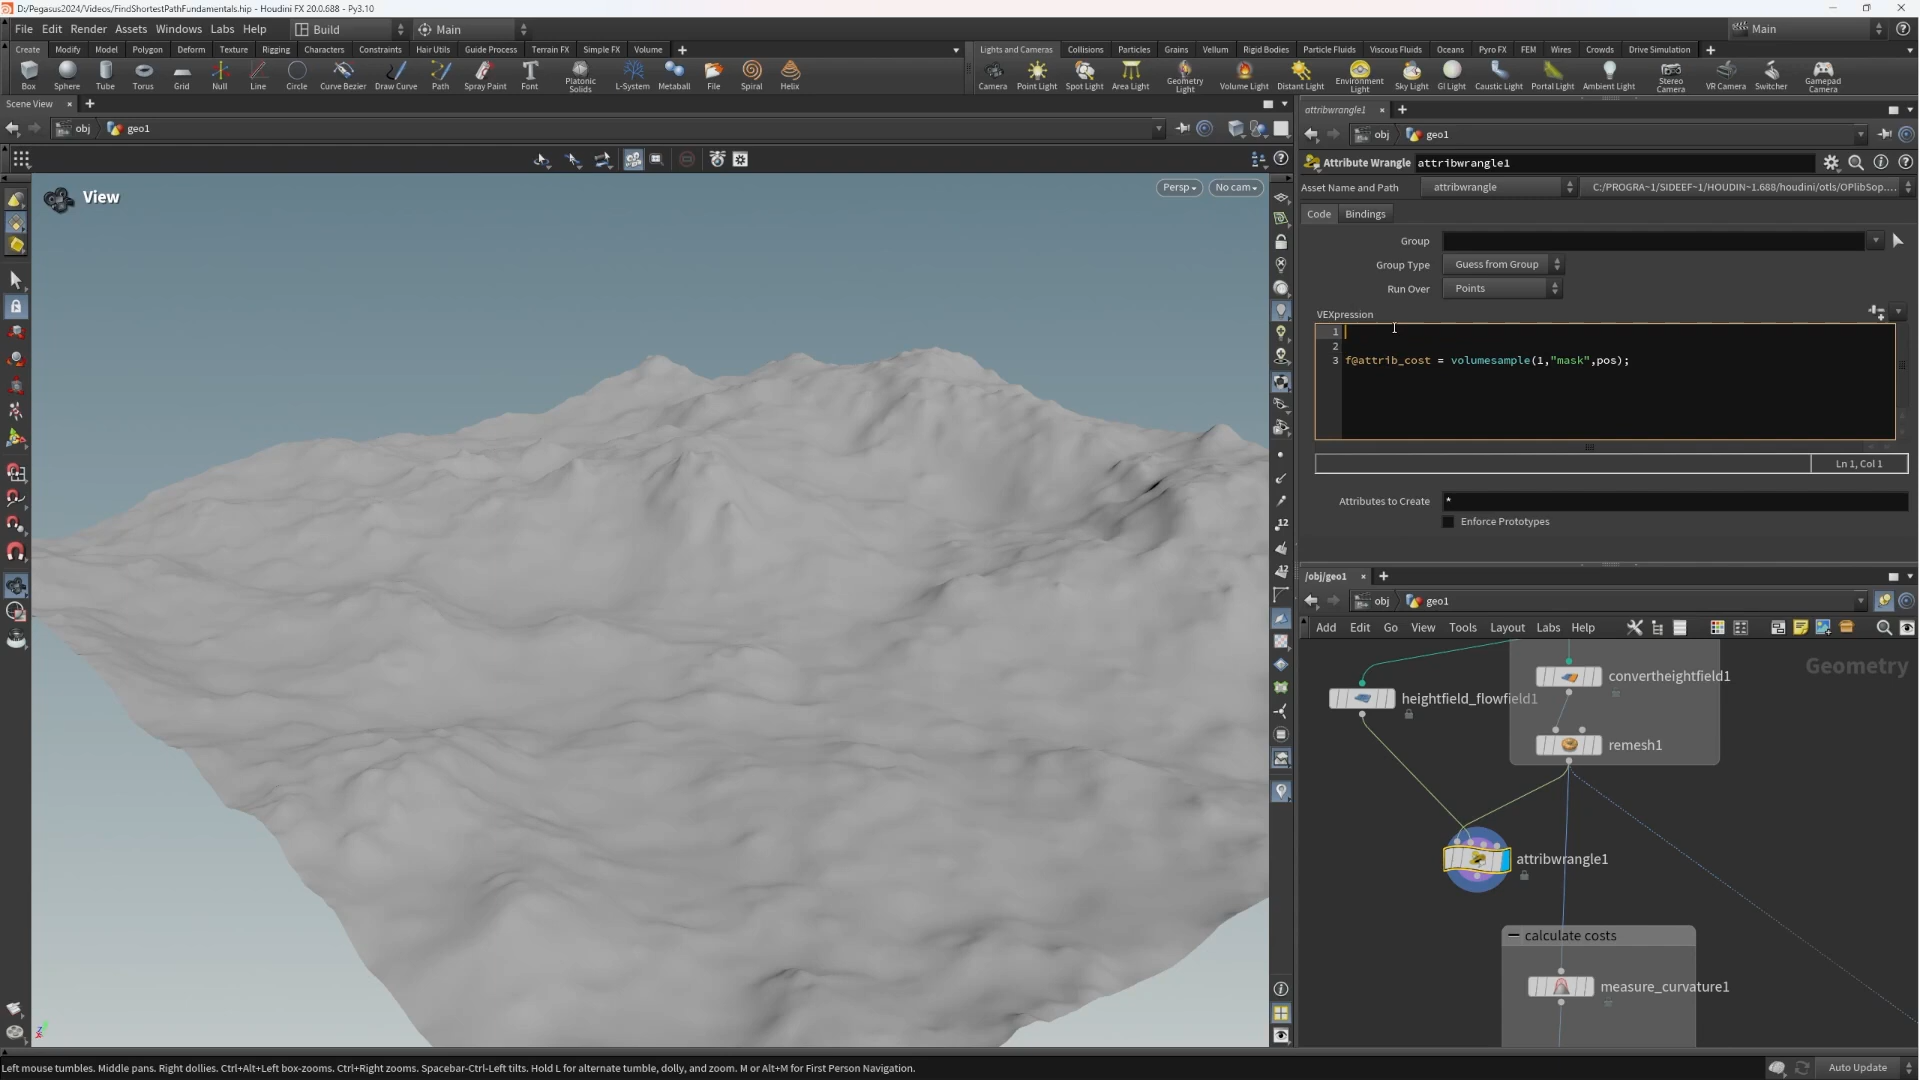 D:/Pegasus2024/Videos/FindShortestPathFundamentals.hip - Houdini FX 20.0.688 - Py3.10
File Edit Render Assets Windows Labs Help Build Main Main
Create Modify Model Polygon Deform Texture Rigging Characters Constraints Hair Utils Guide Process Terrain FX Simple FX Volume
Lights and Cameras Collisions Particles Grains Vellum Rigid Bodies Particle Fluids Viscous Fluids Oceans Pyro FX FEM Wires Crowds Drive Simulation
Box Sphere Tube Torus Grid Null Line Circle Curve Bezier Draw Curve Path Spray Paint Font Platonic Solids L-System Metaball File Spiral Helix
Camera Point Light Spot Light Area Light Geometry Light Volume Light Distant Light Environment Light Sky Light GI Light Caustic Light Portal Light Ambient Light Stereo Camera VR Camera Switcher Gamepad Camera
Scene View
obj geo1
View
Persp No cam
attribwrangle1
obj geo1
Attribute Wrangle attribwrangle1
Asset Name and Path attribwrangle C:/PROGRA~1/SIDEEF~1/HOUDIN~1.688/houdini/otls/OPlibSop....
Code Bindings
Group
Group Type Guess from Group
Run Over Points
VEXpression
1
2
3 f@attrib_cost = volumesample(1,"mask",pos);
Ln 1, Col 1
Attributes to Create *
Enforce Prototypes
/obj/geo1
obj geo1
Add Edit Go View Tools Layout Labs Help
Geometry
convertheightfield1
heightfield_flowfield1
remesh1
attribwrangle1
calculate costs
measure_curvature1
12
12
Left mouse tumbles. Middle pans. Right dollies. Ctrl+Alt+Left box-zooms. Ctrl+Right zooms. Spacebar-Ctrl-Left tilts. Hold L for alternate tumble, dolly, and zoom. M or Alt+M for First Person Navigation.
Auto Update